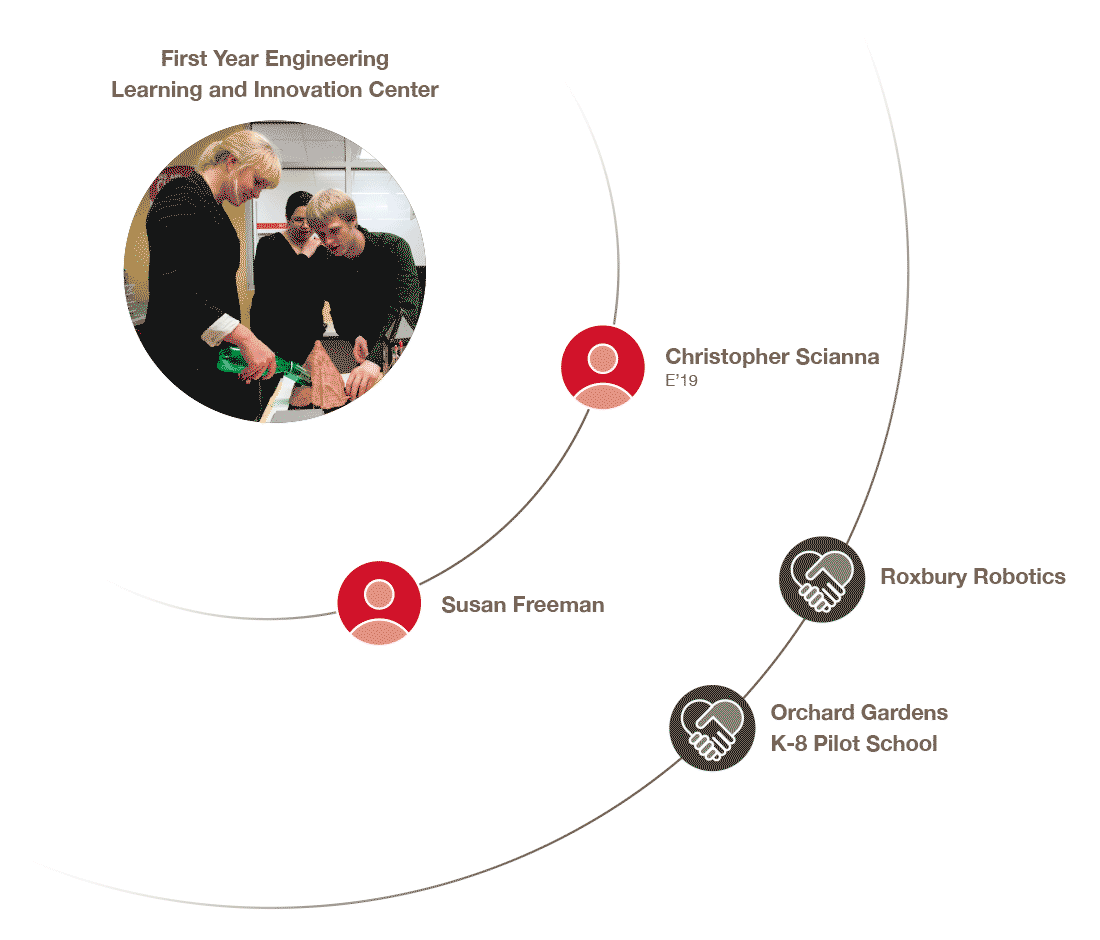 First Year Engineering
Learning and Innovation Center
Christopher Scianna
E’19
Roxbury Robotics
Susan Freeman
Orchard Gardens
K-8 Pilot School